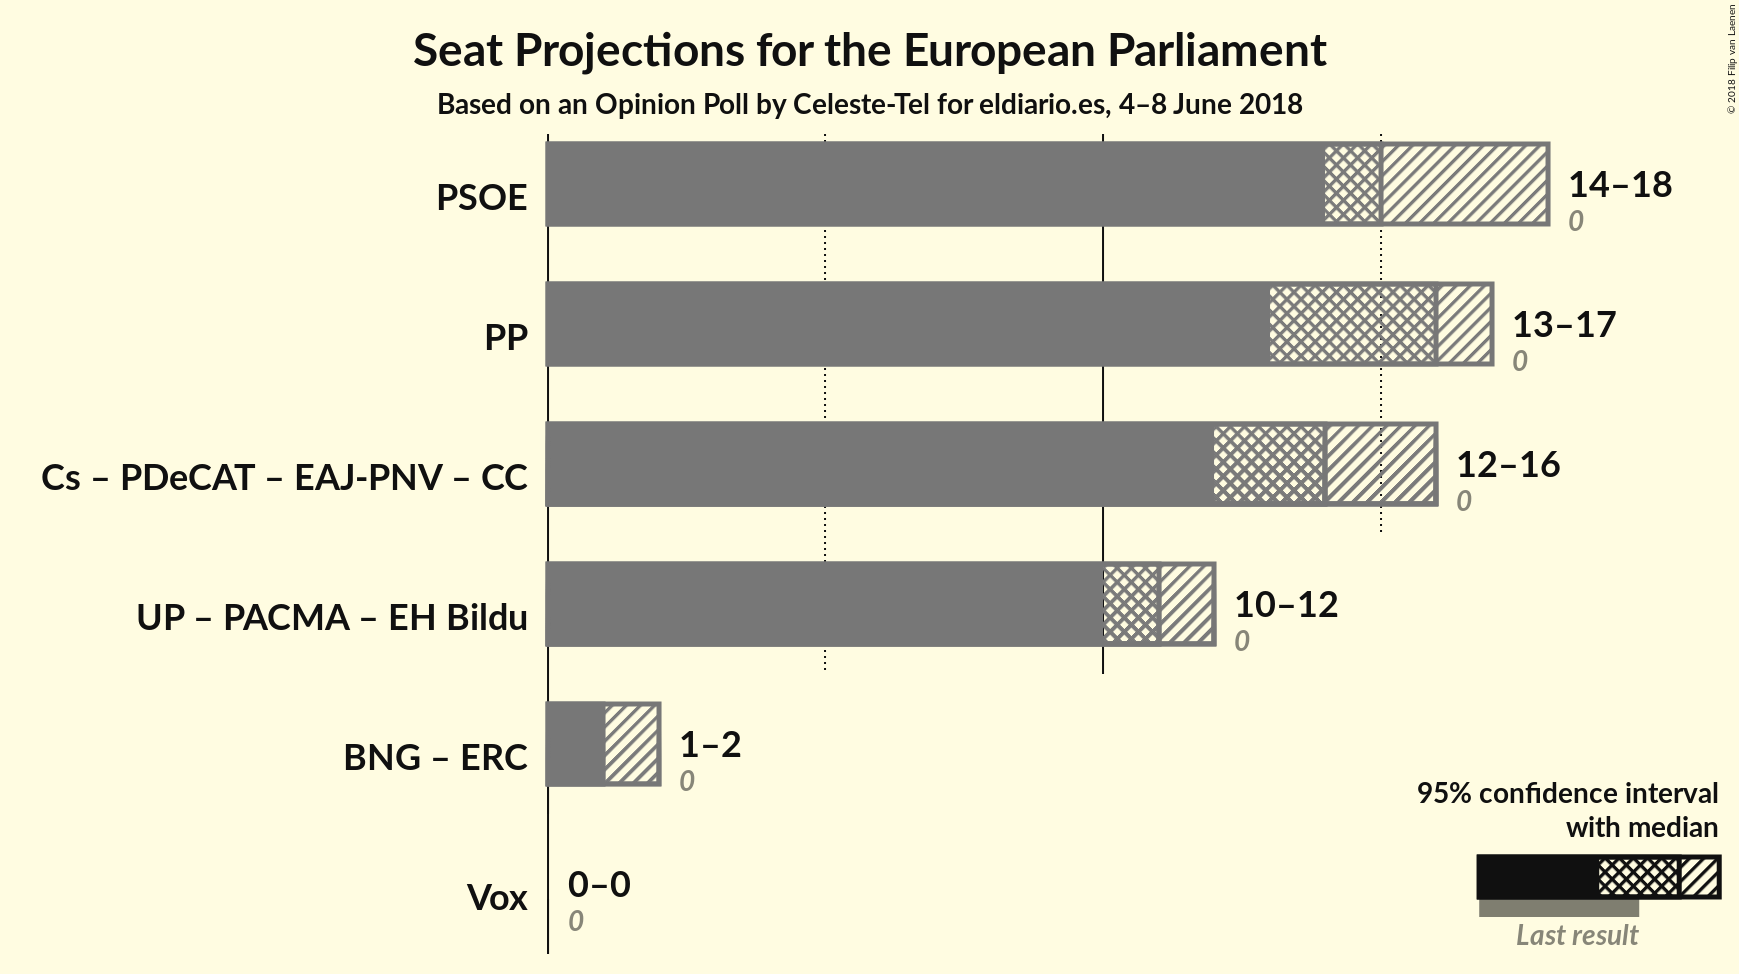 Seat Projections for the European Parliament
Based on an Opinion Poll by Celeste-Tel for eldiario.es, 4–8 June 2018
© 2018 Filip van Laenen
PSOE
14–18
0
PP
13–17
0
Cs – PDeCAT – EAJ-PNV – CC
12–16
0
UP – PACMA – EH Bildu
10–12
0
BNG – ERC
1–2
0
Vox
0–0
0
95% confidence interval
with median
Last result